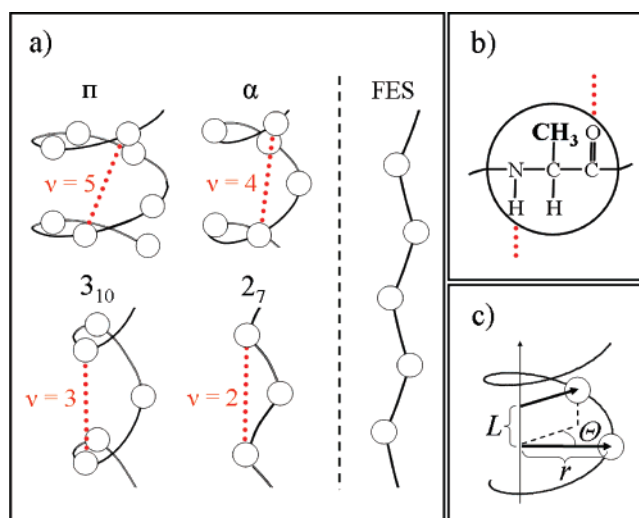 a)
π α FES
ν = 5 ν = 4
3₁₀ 2₇
ν = 3 ν = 2
b)
CH₃ O
N C C
H H
c)
L Θ
r